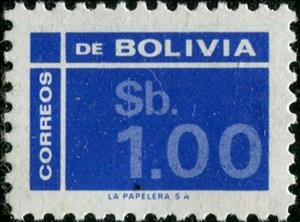 CORREOS
DE BOLIVIA
$b.
1.00
LA PAPELERA S A